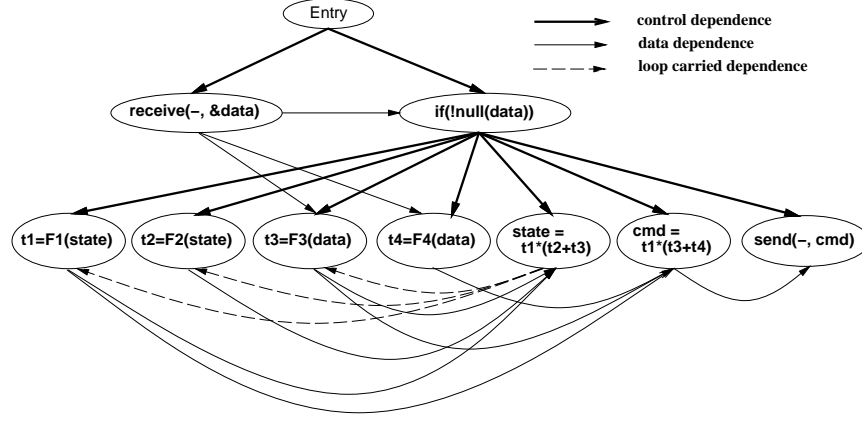 Entry
control dependence
data dependence
loop carried dependence
receive(−, &data)
if(!null(data))
t1=F1(state)
t2=F2(state)
t3=F3(data)
t4=F4(data)
state =
t1*(t2+t3)
cmd =
t1*(t3+t4)
send(−, cmd)